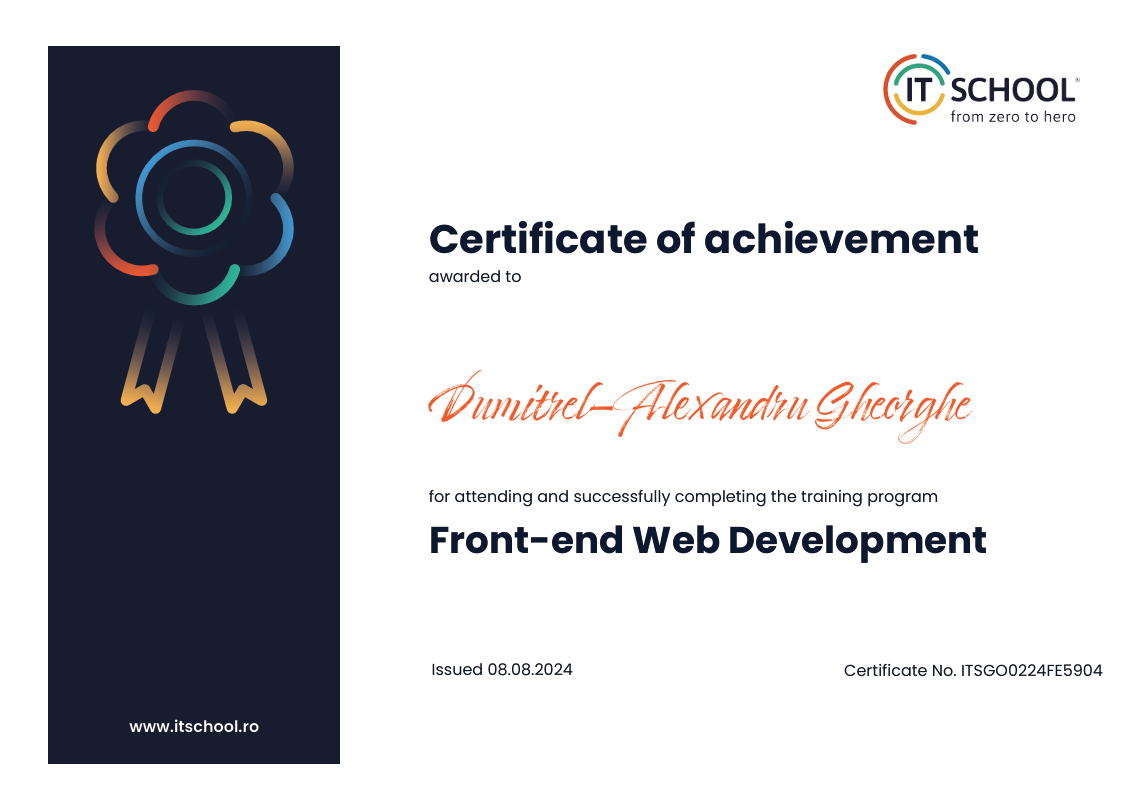 IT SCHOOL®
from zero to hero
Certificate of achievement
awarded to
Dumitrel-Alexandru Gheorghe
for attending and successfully completing the training program
Front-end Web Development
Issued 08.08.2024
Certificate No. ITSGO0224FE5904
www.itschool.ro